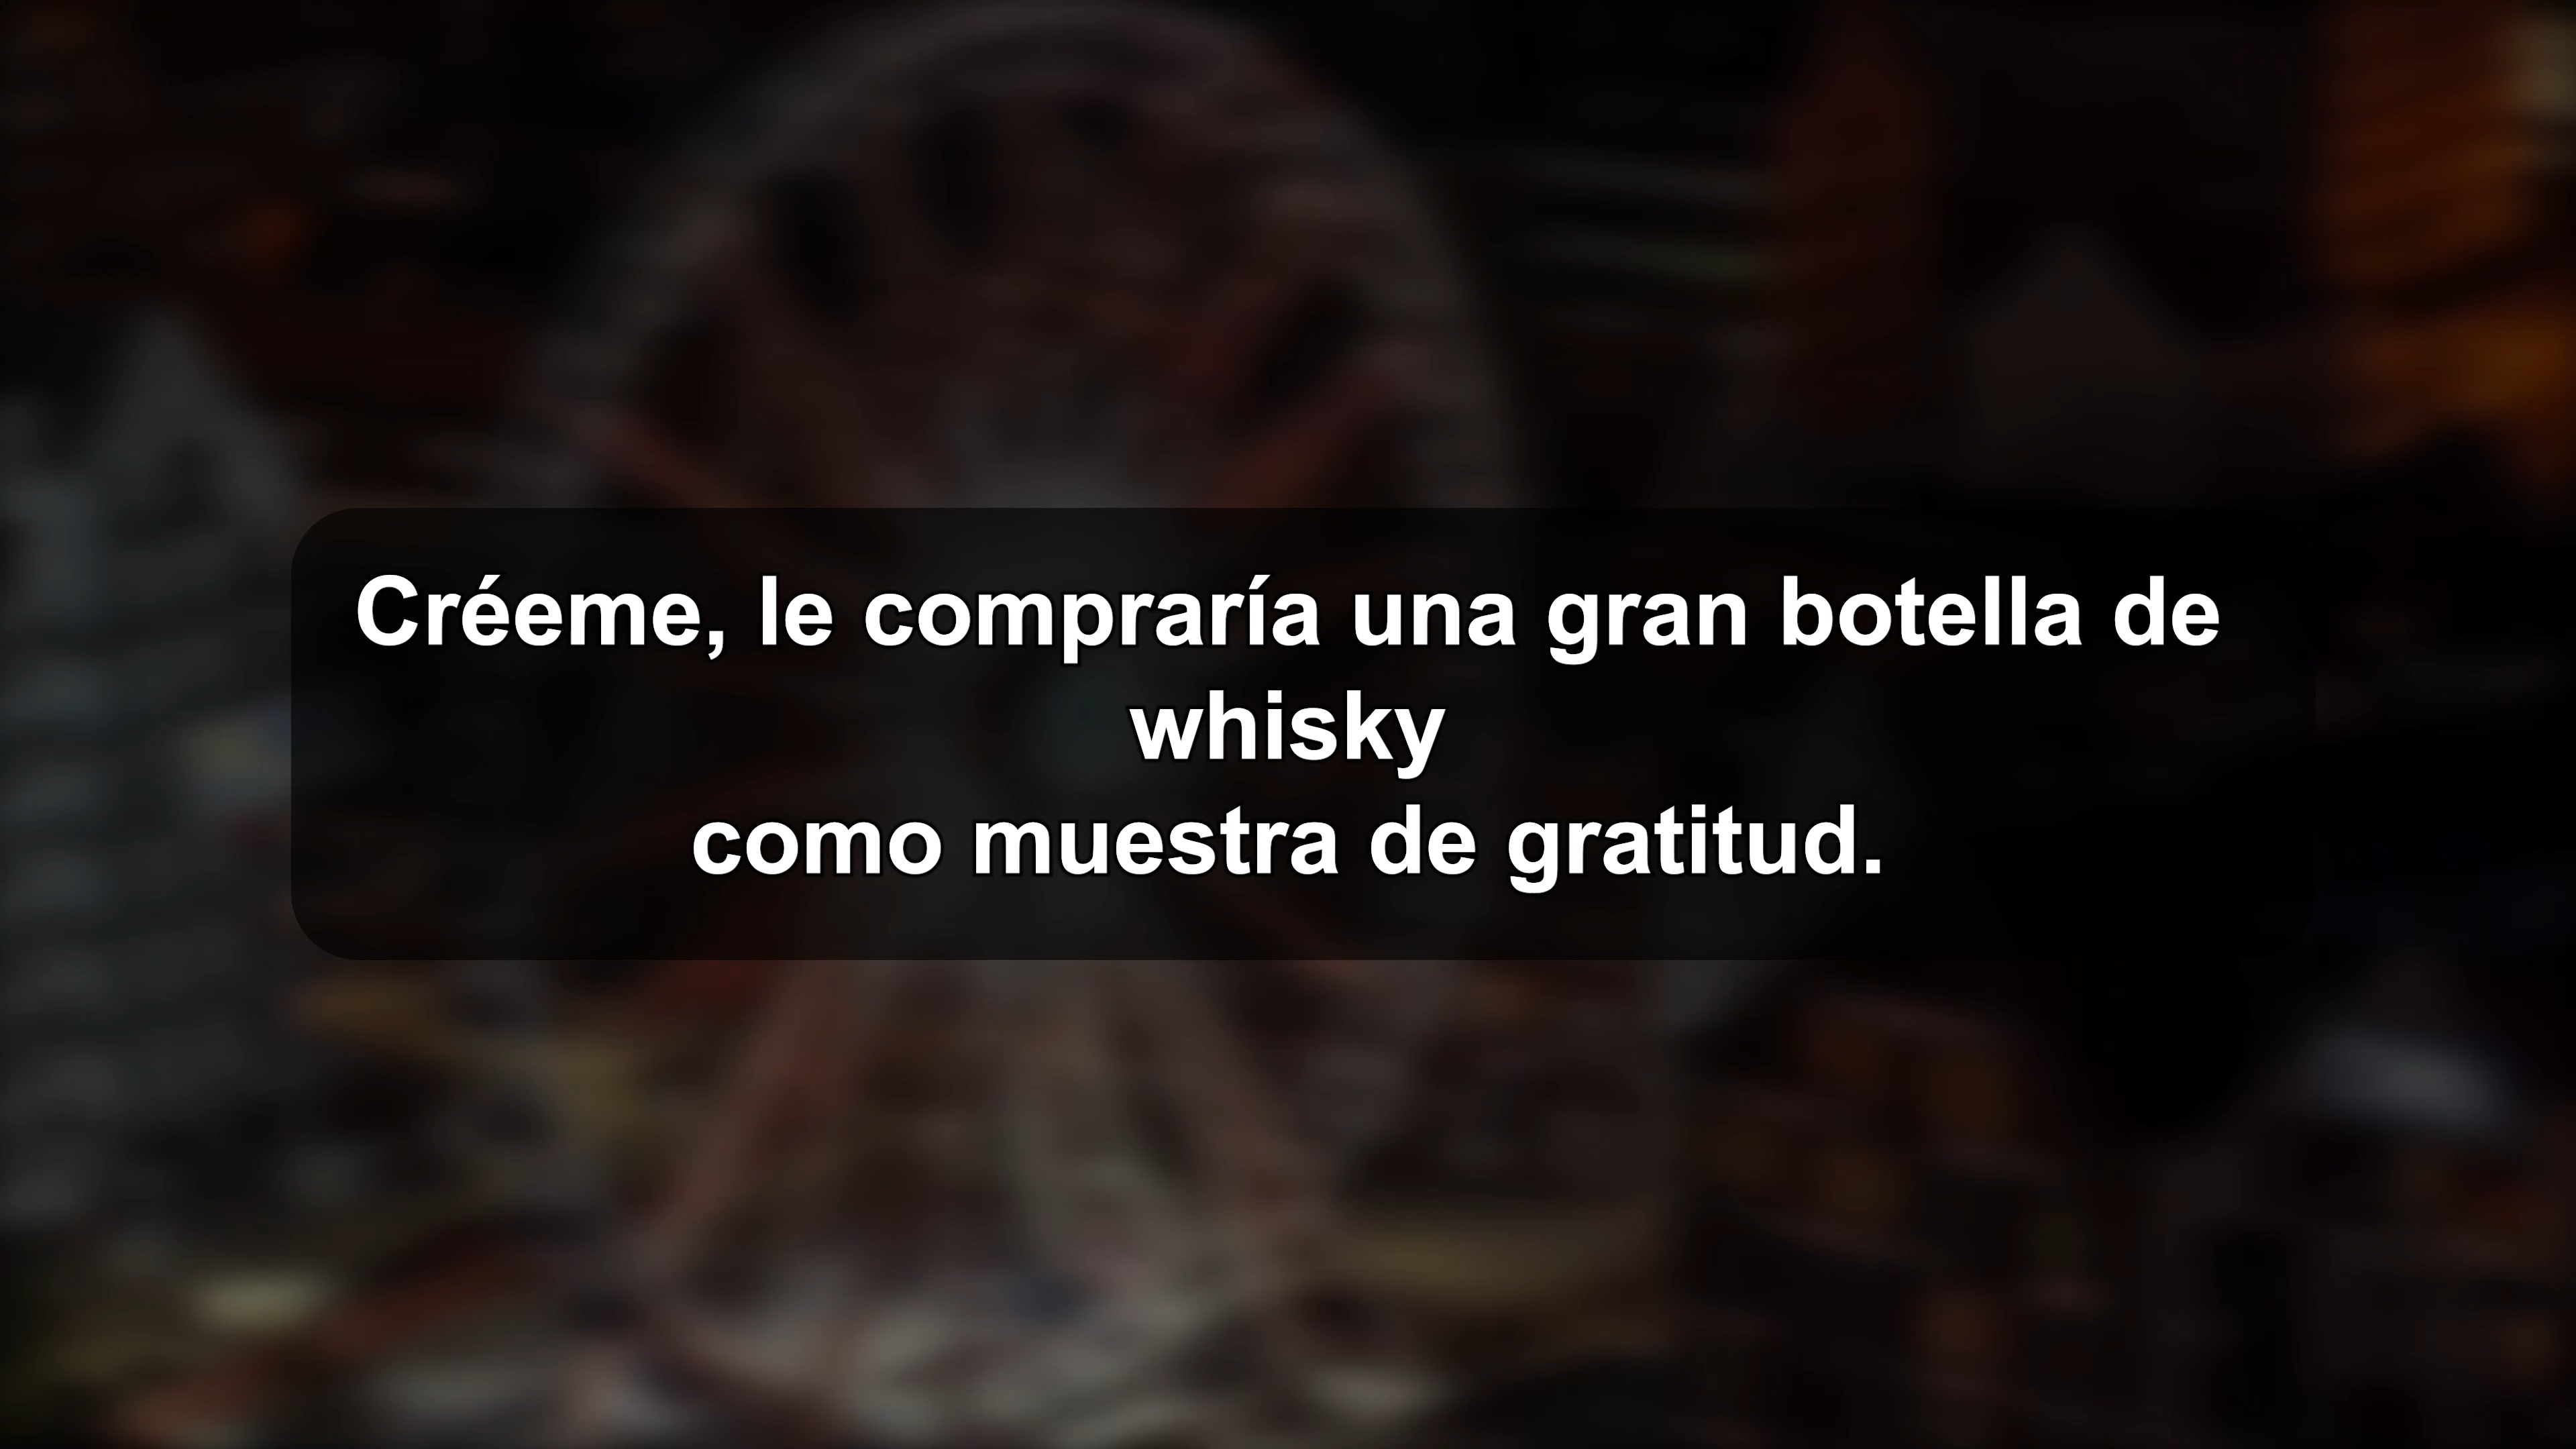 Créeme, le compraría una gran botella de
whisky
como muestra de gratitud.